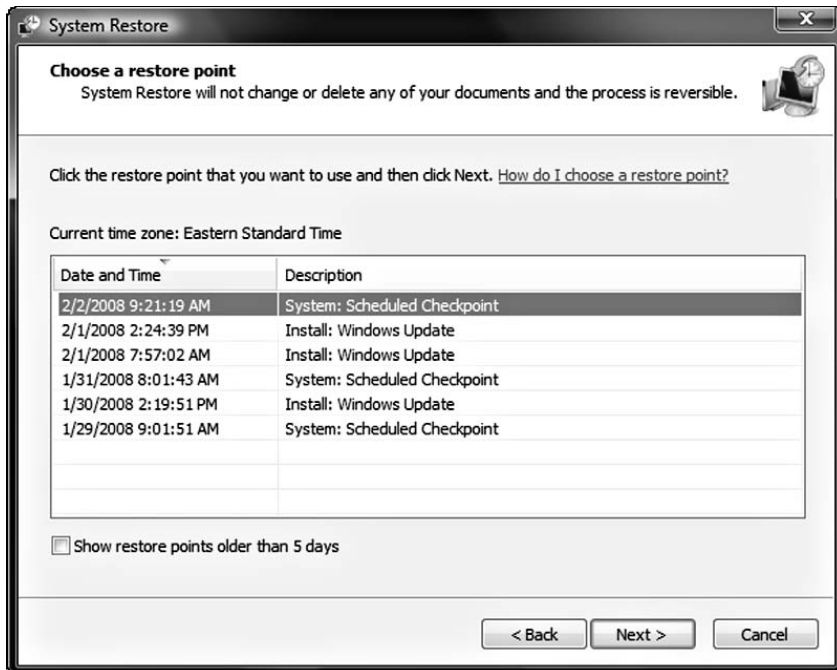 System Restore
Choose a restore point
System Restore will not change or delete any of your documents and the process is reversible.
Click the restore point that you want to use and then click Next. How do I choose a restore point?
Current time zone: Eastern Standard Time
Date and Time Description
2/2/2008 9:21:19 AM System: Scheduled Checkpoint
2/1/2008 2:24:39 PM Install: Windows Update
2/1/2008 7:57:02 AM Install: Windows Update
1/31/2008 8:01:43 AM System: Scheduled Checkpoint
1/30/2008 2:19:51 PM Install: Windows Update
1/29/2008 9:01:51 AM System: Scheduled Checkpoint
Show restore points older than 5 days
< Back Next > Cancel